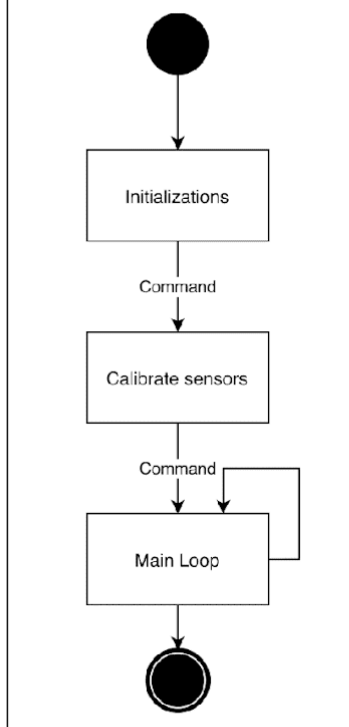 Initializations
Command
Calibrate sensors
Command
Main Loop